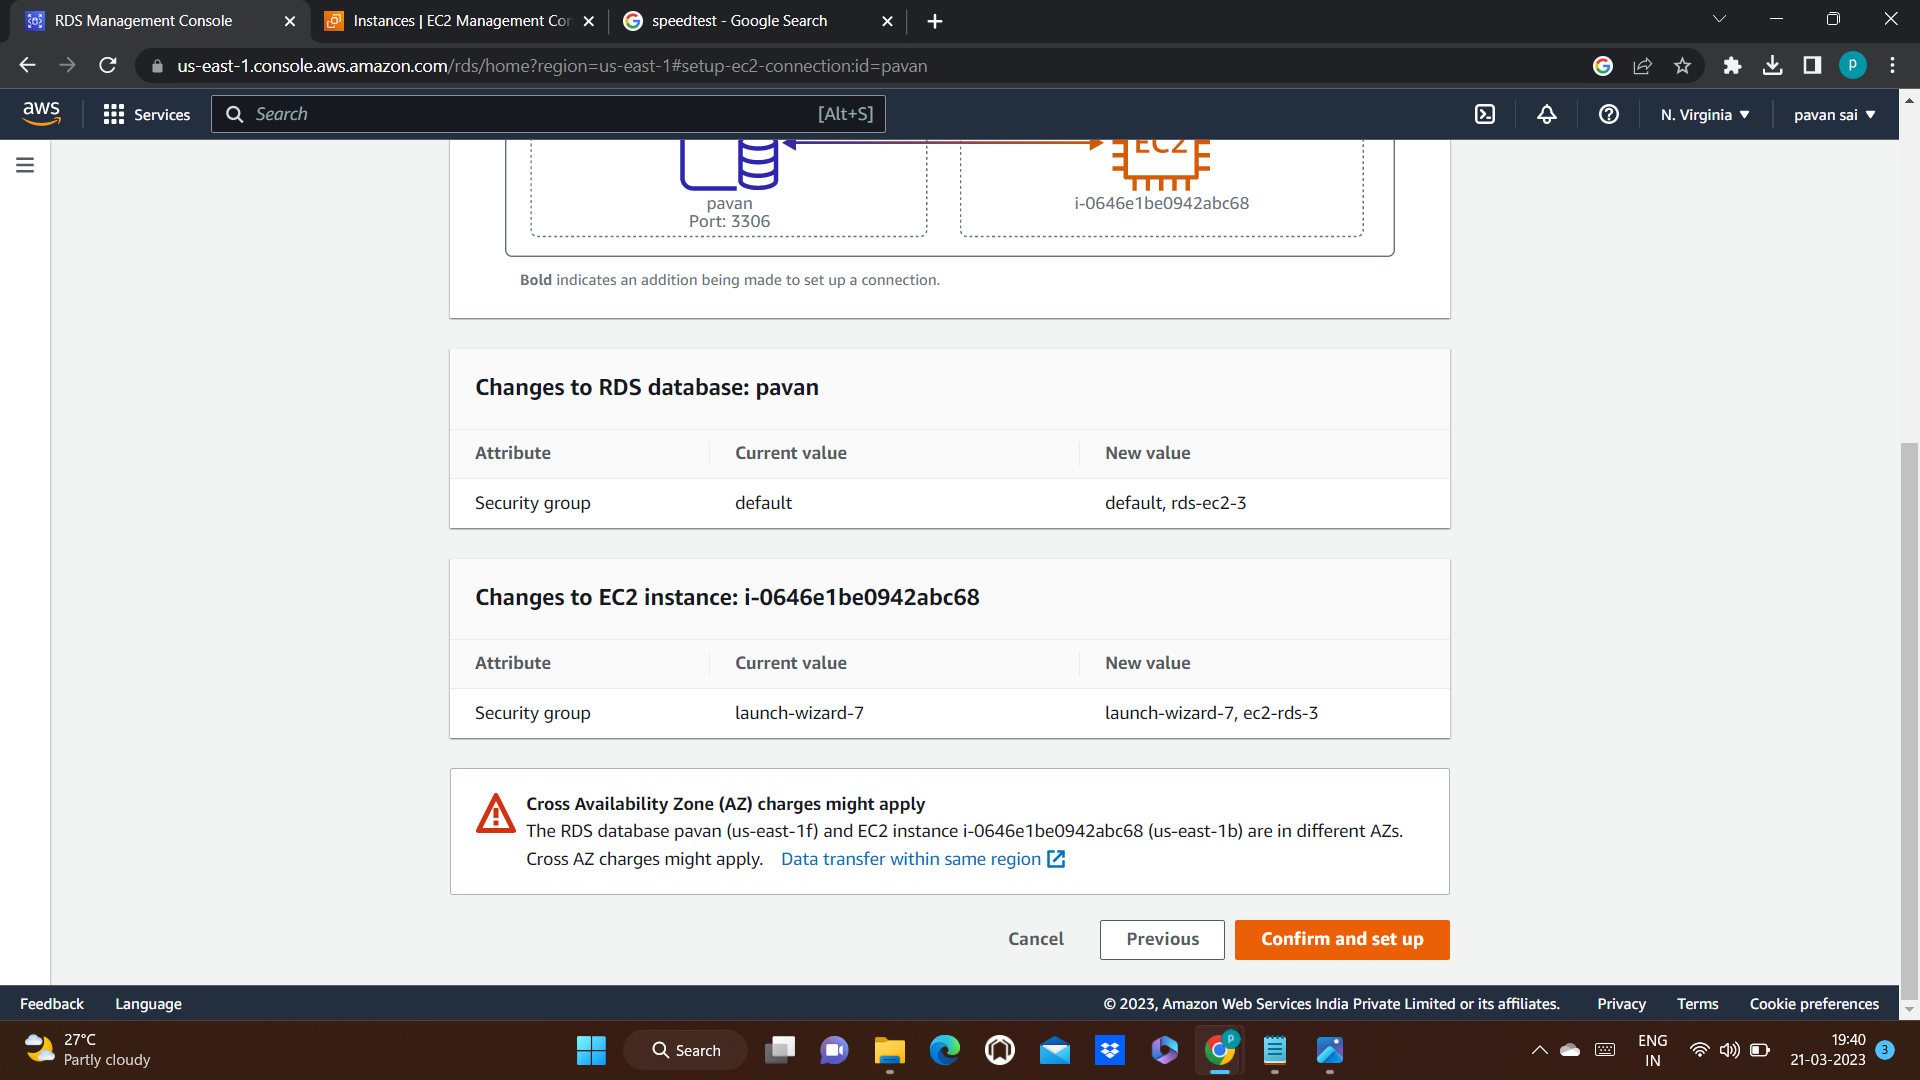 RDS Management Console
Instances | EC2 Management Con
speedtest - Google Search
us-east-1.console.aws.amazon.com/rds/home?region=us-east-1#setup-ec2-connection:id=pavan
P
aws
Services
Search
[Alt+S]
N. Virginia
pavan sai
EC2
pavan
Port: 3306
i-0646e1be0942abc68
Bold indicates an addition being made to set up a connection.
Changes to RDS database: pavan
Attribute Current value New value
Security group default default, rds-ec2-3
Changes to EC2 instance: i-0646e1be0942abc68
Attribute Current value New value
Security group launch-wizard-7 launch-wizard-7, ec2-rds-3
Cross Availability Zone (AZ) charges might apply
The RDS database pavan (us-east-1f) and EC2 instance i-0646e1be0942abc68 (us-east-1b) are in different AZs.
Cross AZ charges might apply. Data transfer within same region
Cancel
Previous
Confirm and set up
Feedback
Language
© 2023, Amazon Web Services India Private Limited or its affiliates.
Privacy
Terms
Cookie preferences
27°C
Partly cloudy
Search
P
ENG
IN
19:40
21-03-2023
3